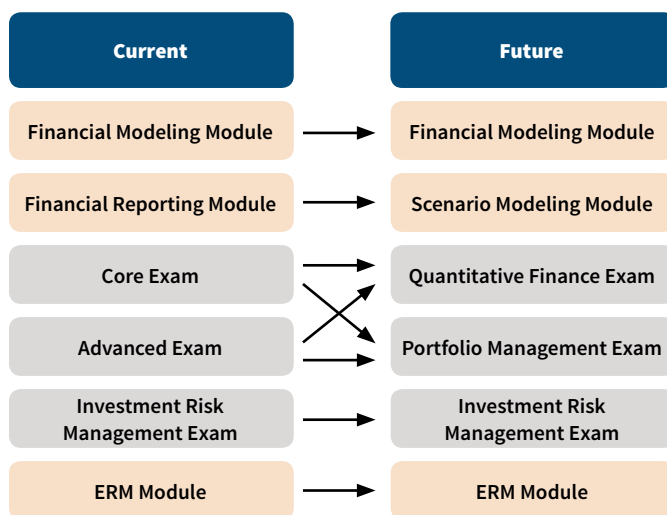 Current
Future
Financial Modeling Module
Financial Modeling Module
Financial Reporting Module
Scenario Modeling Module
Core Exam
Quantitative Finance Exam
Advanced Exam
Portfolio Management Exam
Investment Risk
Management Exam
Investment Risk
Management Exam
ERM Module
ERM Module